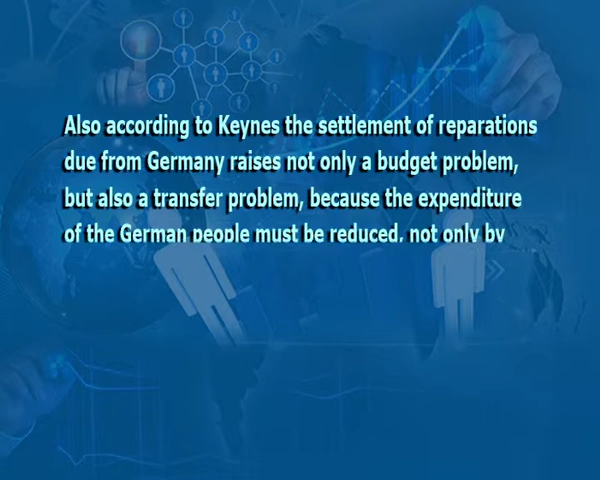 Also according to Keynes the settlement of reparations
due from Germany raises not only a budget problem,
but also a transfer problem, because the expenditure
of the German people must be reduced, not only by